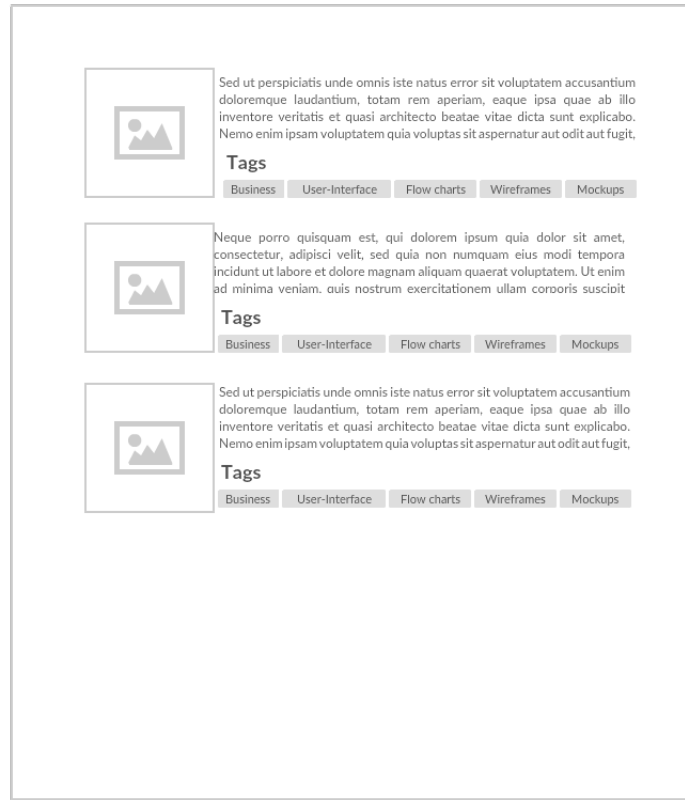 Sed ut perspiciatis unde omnis iste natus error sit voluptatem accusantium
doloremque laudantium, totam rem aperiam, eaque ipsa quae ab illo
inventore veritatis et quasi architecto beatae vitae dicta sunt explicabo.
Nemo enim ipsam voluptatem quia voluptas sit aspernatur aut odit aut fugit,
Tags
Business User-Interface Flow charts Wireframes Mockups
Neque porro quisquam est, qui dolorem ipsum quia dolor sit amet,
consectetur, adipisci velit, sed quia non numquam eius modi tempora
incidunt ut labore et dolore magnam aliquam quaerat voluptatem. Ut enim
ad minima veniam, quis nostrum exercitationem ullam corporis suscipit
Tags
Business User-Interface Flow charts Wireframes Mockups
Sed ut perspiciatis unde omnis iste natus error sit voluptatem accusantium
doloremque laudantium, totam rem aperiam, eaque ipsa quae ab illo
inventore veritatis et quasi architecto beatae vitae dicta sunt explicabo.
Nemo enim ipsam voluptatem quia voluptas sit aspernatur aut odit aut fugit,
Tags
Business User-Interface Flow charts Wireframes Mockups